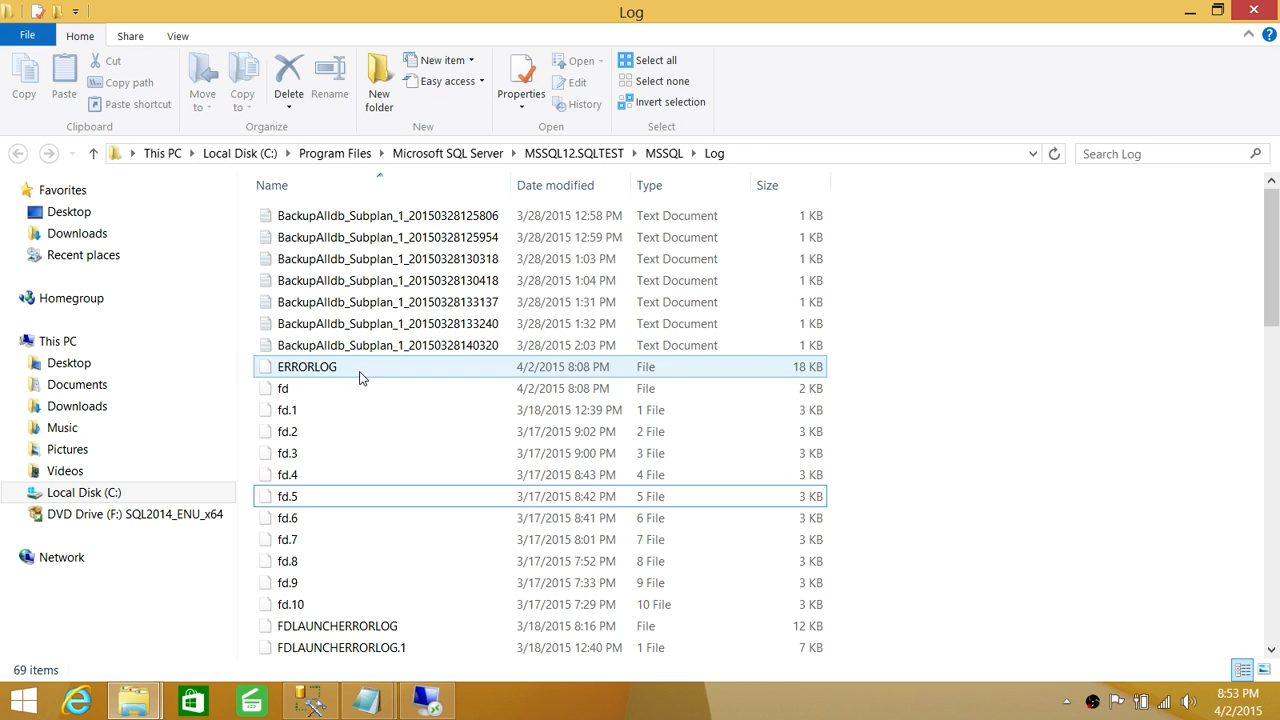 Log
File Home Share View
Copy Paste Cut Copy path Paste shortcut Move to Copy to Delete Rename New folder New item Easy access Properties Open Edit History Select all Select none Invert selection
Clipboard Organize New Open Select
This PC Local Disk (C:) Program Files Microsoft SQL Server MSSQL12.SQLTEST MSSQL Log Search Log
Favorites
Desktop
Downloads
Recent places
Homegroup
This PC
Desktop
Documents
Downloads
Music
Pictures
Videos
Local Disk (C:)
DVD Drive (F:) SQL2014_ENU_x64
Network
Name Date modified Type Size
BackupAlldb_Subplan_1_20150328125806 3/28/2015 12:58 PM Text Document 1 KB
BackupAlldb_Subplan_1_20150328125954 3/28/2015 12:59 PM Text Document 1 KB
BackupAlldb_Subplan_1_20150328130318 3/28/2015 1:03 PM Text Document 1 KB
BackupAlldb_Subplan_1_20150328130418 3/28/2015 1:04 PM Text Document 1 KB
BackupAlldb_Subplan_1_20150328133137 3/28/2015 1:31 PM Text Document 1 KB
BackupAlldb_Subplan_1_20150328133240 3/28/2015 1:32 PM Text Document 1 KB
BackupAlldb_Subplan_1_20150328140320 3/28/2015 2:03 PM Text Document 1 KB
ERRORLOG 4/2/2015 8:08 PM File 18 KB
fd 4/2/2015 8:08 PM File 2 KB
fd.1 3/18/2015 12:39 PM 1 File 3 KB
fd.2 3/17/2015 9:02 PM 2 File 3 KB
fd.3 3/17/2015 9:00 PM 3 File 3 KB
fd.4 3/17/2015 8:43 PM 4 File 3 KB
fd.5 3/17/2015 8:42 PM 5 File 3 KB
fd.6 3/17/2015 8:41 PM 6 File 3 KB
fd.7 3/17/2015 8:01 PM 7 File 3 KB
fd.8 3/17/2015 7:52 PM 8 File 3 KB
fd.9 3/17/2015 7:33 PM 9 File 3 KB
fd.10 3/17/2015 7:29 PM 10 File 3 KB
FDLAUNCHERRORLOG 3/18/2015 8:16 PM File 12 KB
FDLAUNCHERRORLOG.1 3/18/2015 12:40 PM 1 File 7 KB
69 items
8:53 PM
4/2/2015